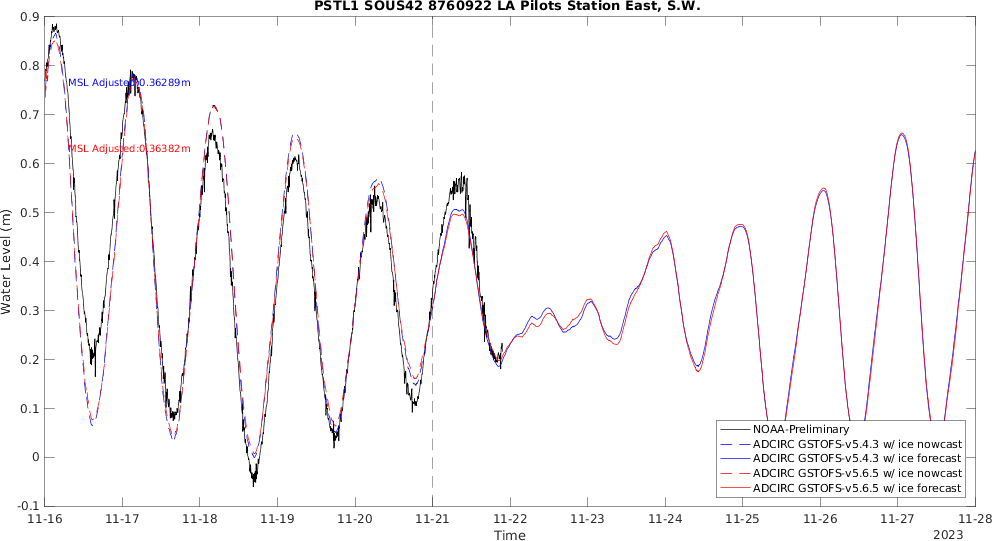 PSTL1 SOUS42 8760922 LA Pilots Station East, S.W.
0.9
0.8
0.7
0.6
0.5
0.4
0.3
0.2
0.1
0
-0.1
Water Level (m)
MSL Adjusted:0.36289m
MSL Adjusted:0.36382m
NOAA-Preliminary
ADCIRC GSTOFS-v5.4.3 w/ ice nowcast
ADCIRC GSTOFS-v5.4.3 w/ ice forecast
ADCIRC GSTOFS-v5.6.5 w/ ice nowcast
ADCIRC GSTOFS-v5.6.5 w/ ice forecast
11-16 11-17 11-18 11-19 11-20 11-21 11-22 11-23 11-24 11-25 11-26 11-27 11-28
Time
2023